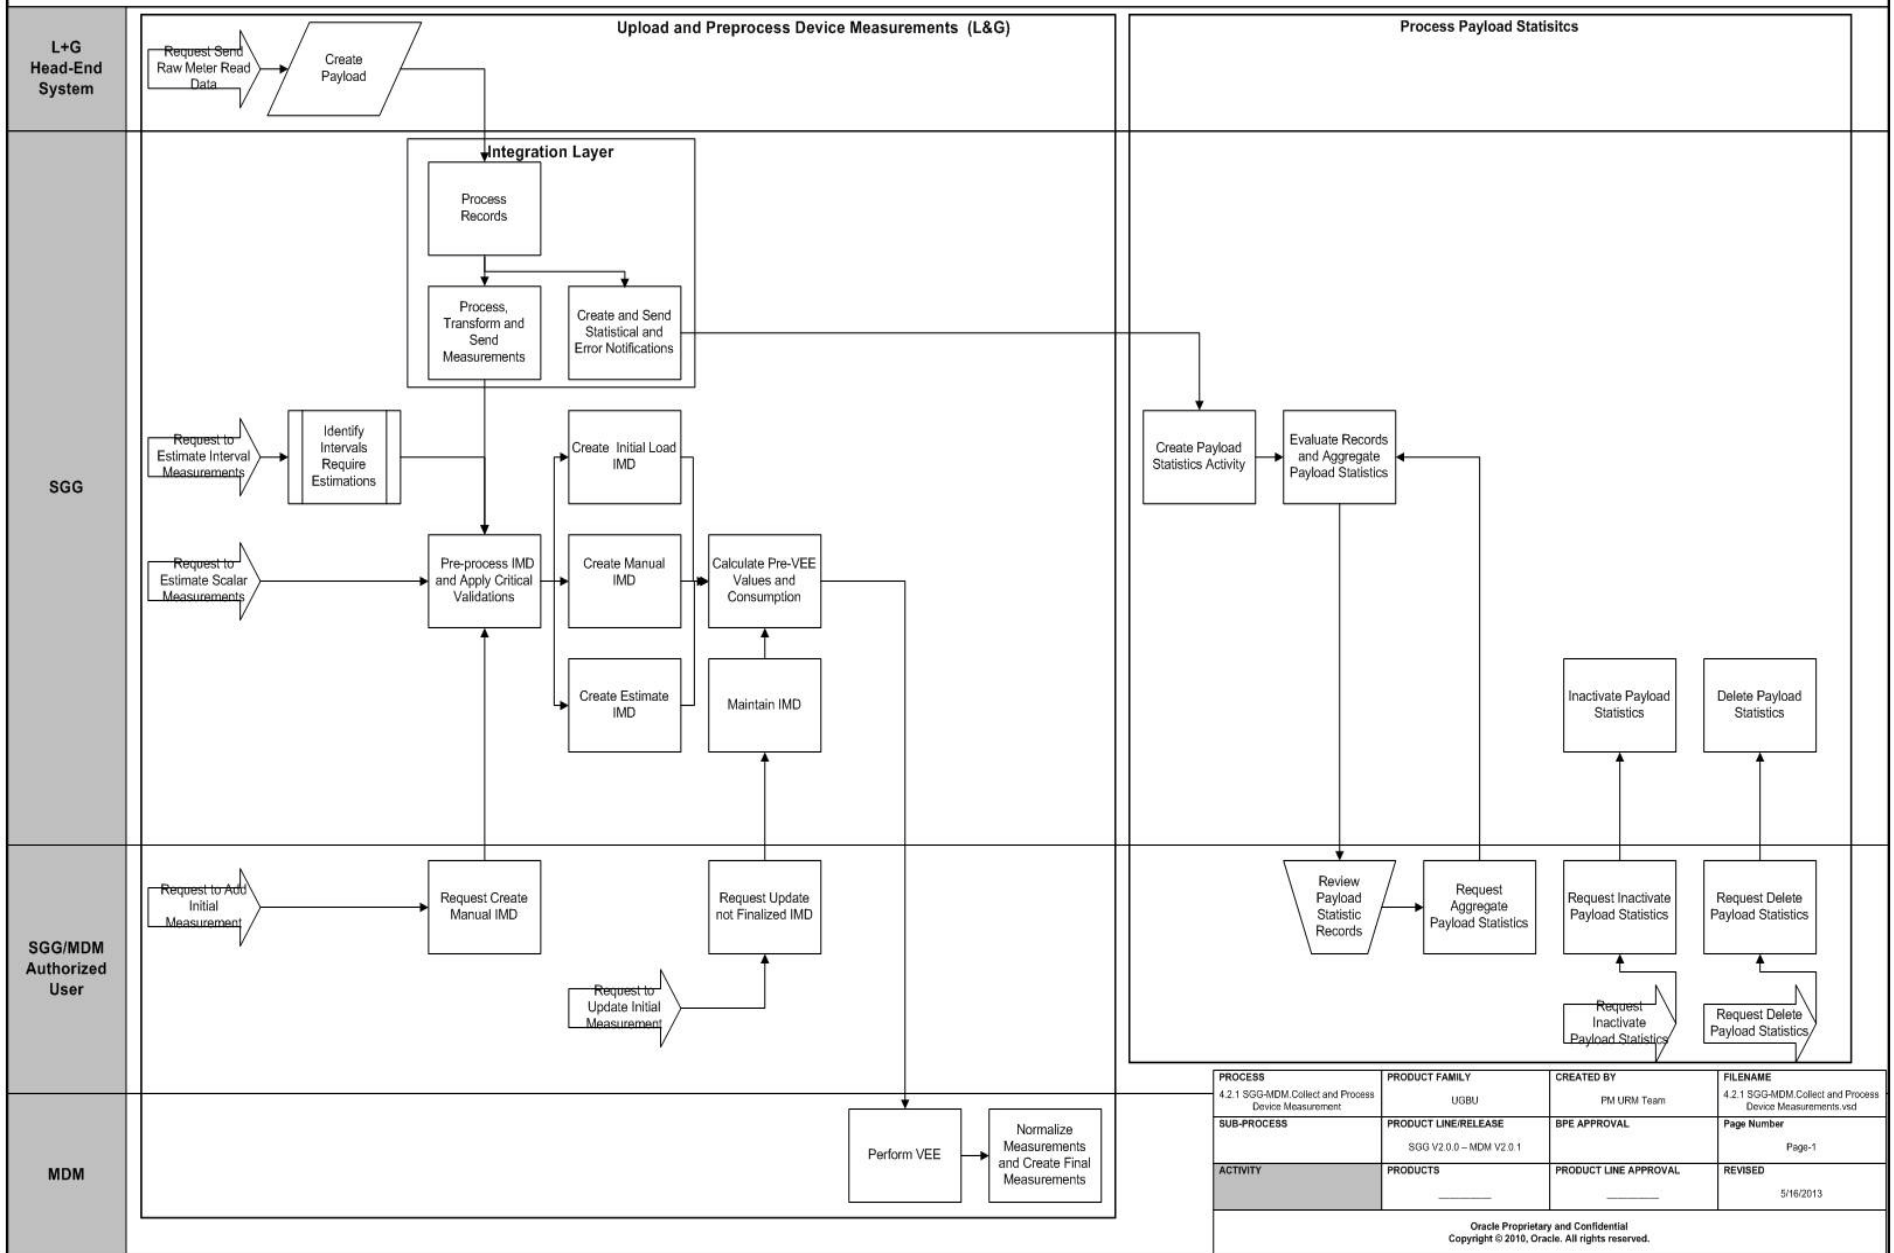 Upload and Preprocess Device Measurements  (L&G)
Process Payload Statisitcs
L+G
Head-End
System
Request Send
Raw Meter Read
Data
Create
Payload
SGG
Integration Layer
Process
Records
Process,
Transform and
Send
Measurements
Create and Send
Statistical and
Error Notifications
Request to
Estimate Interval
Measurements
Identify
Intervals
Require
Estimations
Create  Initial Load
IMD
Create Payload
Statistics Activity
Evaluate Records
and Aggregate
Payload Statistics
Request to
Estimate Scalar
Measurements
Pre-process IMD
and Apply Critical
Validations
Create Manual
IMD
Calculate Pre-VEE
Values and
Consumption
Create Estimate
IMD
Maintain IMD
Inactivate Payload
Statistics
Delete Payload
Statistics
SGG/MDM
Authorized
User
Request to Add
Initial
Measurement
Request Create
Manual IMD
Request Update
not Finalized IMD
Review
Payload
Statistic
Records
Request
Aggregate
Payload Statistics
Request Inactivate
Payload Statistics
Request Delete
Payload Statistics
Request to
Update Initial
Measurement
Request
Inactivate
Payload Statistics
Request Delete
Payload Statistics
MDM
Perform VEE
Normalize
Measurements
and Create Final
Measurements
PROCESS
4.2.1 SGG-MDM.Collect and Process
Device Measurement
PRODUCT FAMILY
UGBU
CREATED BY
PM URM Team
FILENAME
4.2.1 SGG-MDM.Collect and Process
Device Measurements.vsd
SUB-PROCESS
PRODUCT LINE/RELEASE
SGG V2.0.0 – MDM V2.0.1
BPE APPROVAL
Page Number
Page-1
ACTIVITY
PRODUCTS
PRODUCT LINE APPROVAL
REVISED
5/16/2013
Oracle Proprietary and Confidential
Copyright © 2010, Oracle. All rights reserved.